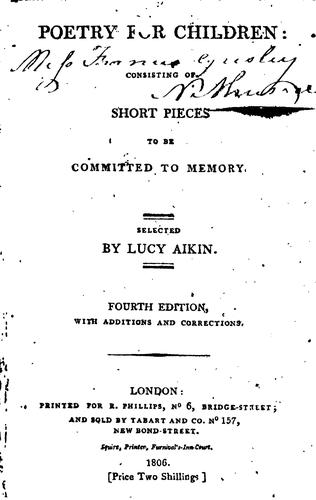 POETRY FOR CHILDREN:
Miss
CONSISTING OF
SHORT PIECES
TO BE
COMMITTED TO MEMORY.
SELECTED
BY LUCY AIKIN.
FOURTH EDITION,
WITH ADDITIONS AND CORRECTIONS.
LONDON:
PRINTED FOR R. PHILLIPS, Nº 6, BRIDGE-STREET;
AND SOLD BY TABART AND CO. Nº 157,
NEW BOND-STREET.
Squire, Printer, Furnival's-Inn-Court.
1806.
[Price Two Shillings]